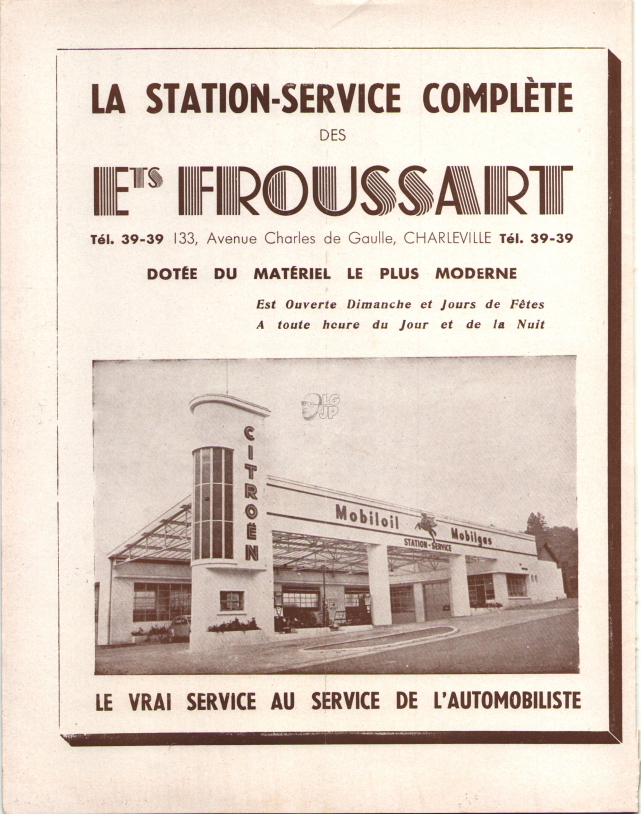 LA STATION-SERVICE COMPLÈTE
DES
ETS FROUSSART
Tél. 39-39 133, Avenue Charles de Gaulle, CHARLEVILLE Tél. 39-39
DOTÉE DU MATÉRIEL LE PLUS MODERNE
Est Ouverte Dimanche et Jours de Fêtes
A toute heure du Jour et de la Nuit
LG
JP
CITROËN
Mobiloil Mobilgas
STATION-SERVICE
LE VRAI SERVICE AU SERVICE DE L'AUTOMOBILISTE